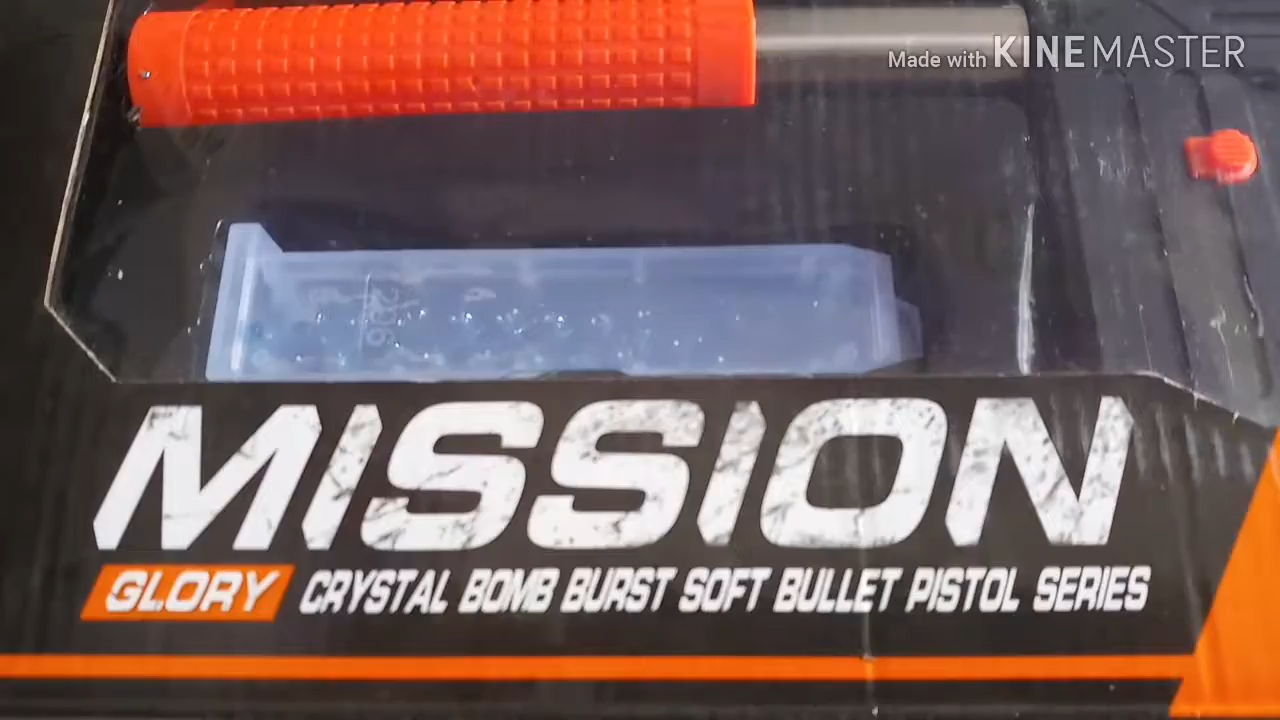 Made with KINEMASTER
MISSION
GLORY CRYSTAL BOMB BURST SOFT BULLET PISTOL SERIES